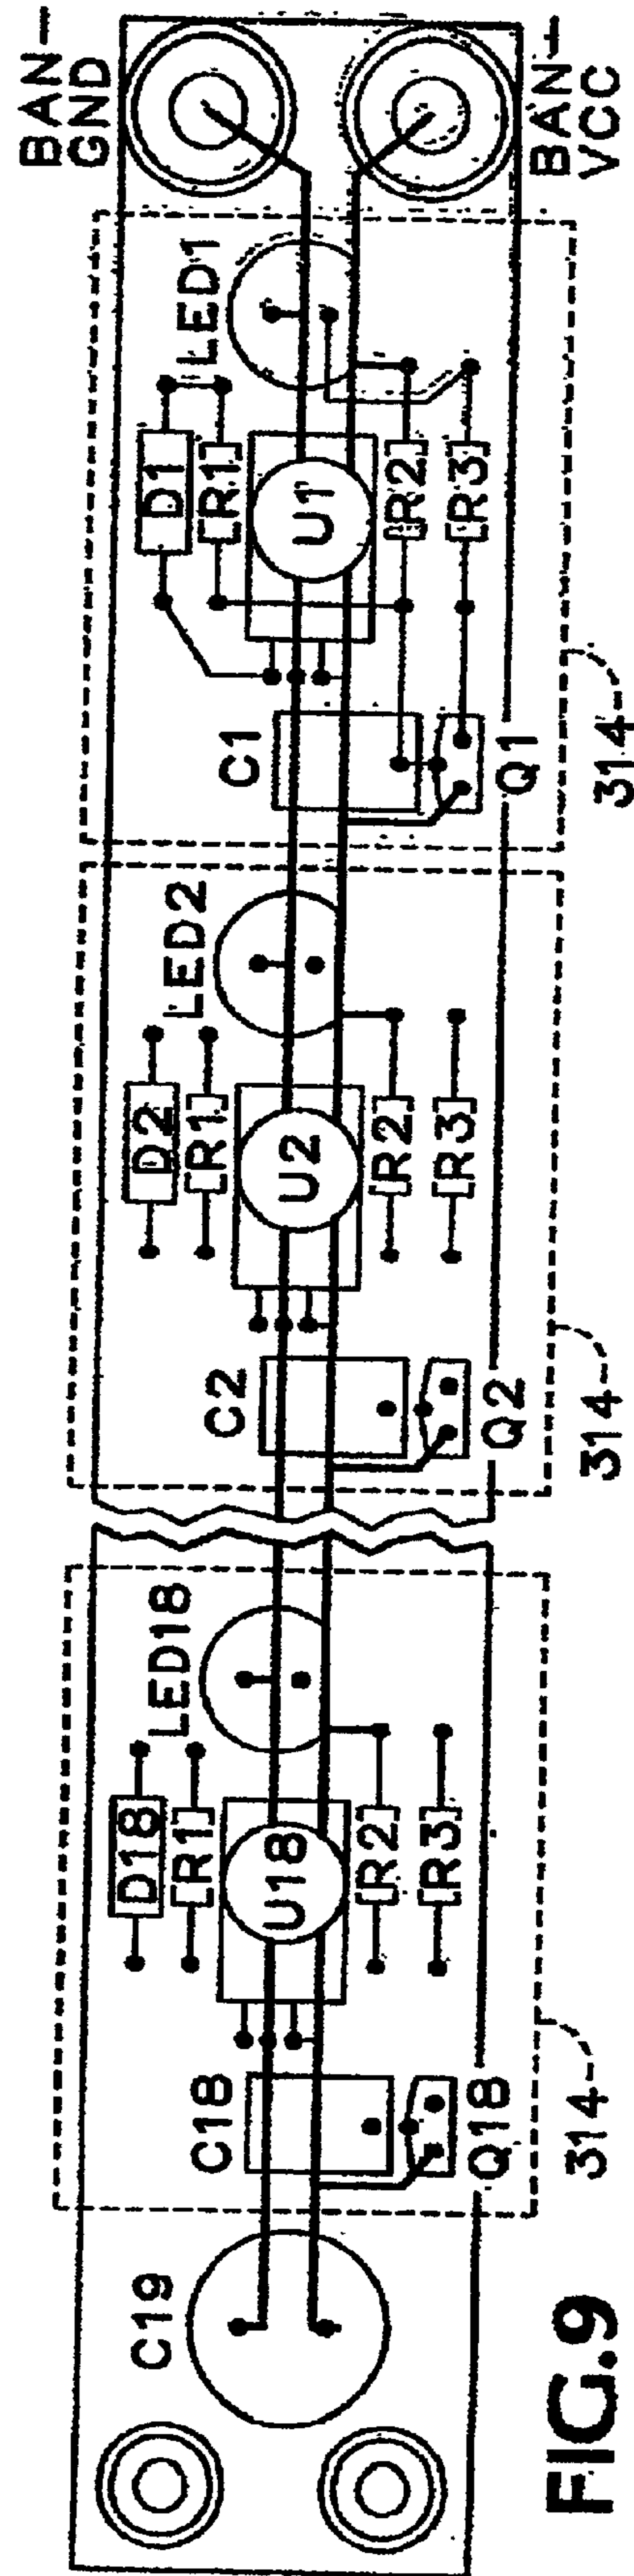 BAN-
GND
BAN-
VCC
LED1
D1
[R1]
U1
[R2]
[R3]
C1
Q1
314
LED2
D2
[R1]
U2
[R2]
[R3]
C2
Q2
314
LED18
D18
[R1]
U18
[R2]
[R3]
C18
Q18
314
C19
FIG.9